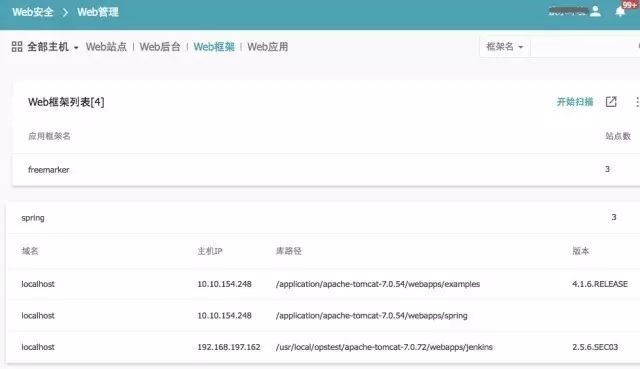 Web安全 > Web管理
99+
全部主机 Web站点 | Web后台 | Web框架 | Web应用 框架名
Web框架列表[4] 开始扫描
应用框架名 站点数
freemarker 3
spring 3
域名 主机IP 库路径 版本
localhost 10.10.154.248 /application/apache-tomcat-7.0.54/webapps/examples 4.1.6.RELEASE
localhost 10.10.154.248 /application/apache-tomcat-7.0.54/webapps/spring
localhost 192.168.197.162 /usr/local/opstest/apache-tomcat-7.0.72/webapps/jenkins 2.5.6.SEC03